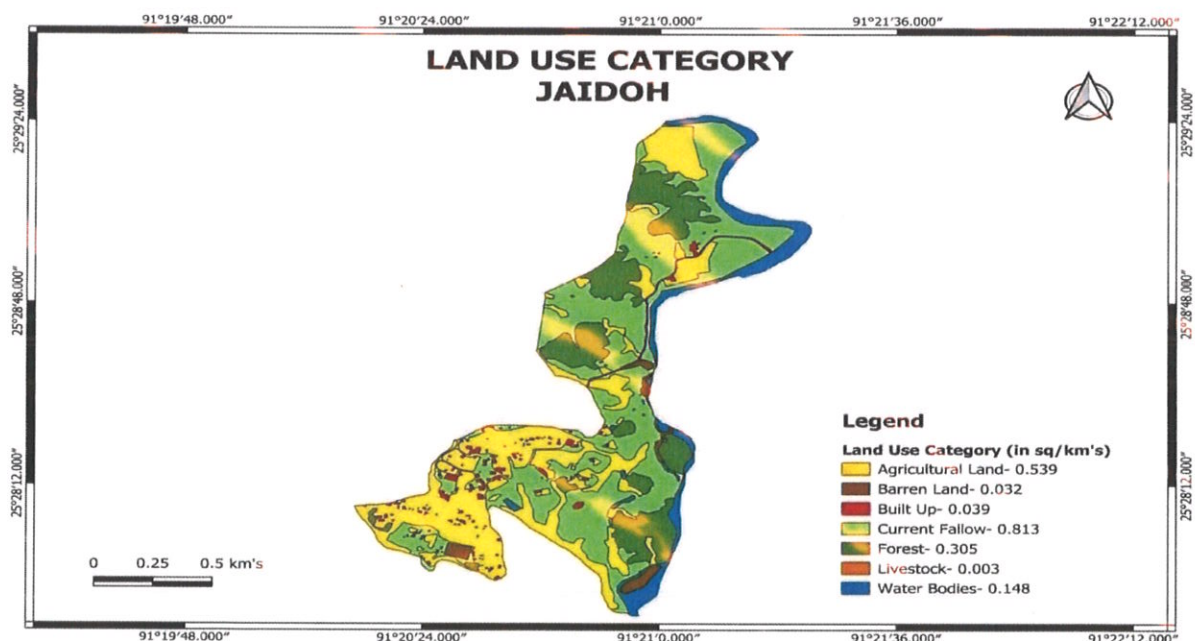 91°19'48.000" 91°20'24.000" 91°21'0.000" 91°21'36.000" 91°22'12.000"
LAND USE CATEGORY
JAIDOH
25°29'24.000" 25°29'24.000"
25°28'48.000" 25°28'48.000"
25°28'12.000" 25°28'12.000"
Legend
Land Use Category (in sq/km's)
Agricultural Land- 0.539
Barren Land- 0.032
Built Up- 0.039
Current Fallow- 0.813
Forest- 0.305
Livestock- 0.003
Water Bodies- 0.148
0 0.25 0.5 km's
91°19'48.000" 91°20'24.000" 91°21'0.000" 91°21'36.000" 91°22'12.000"